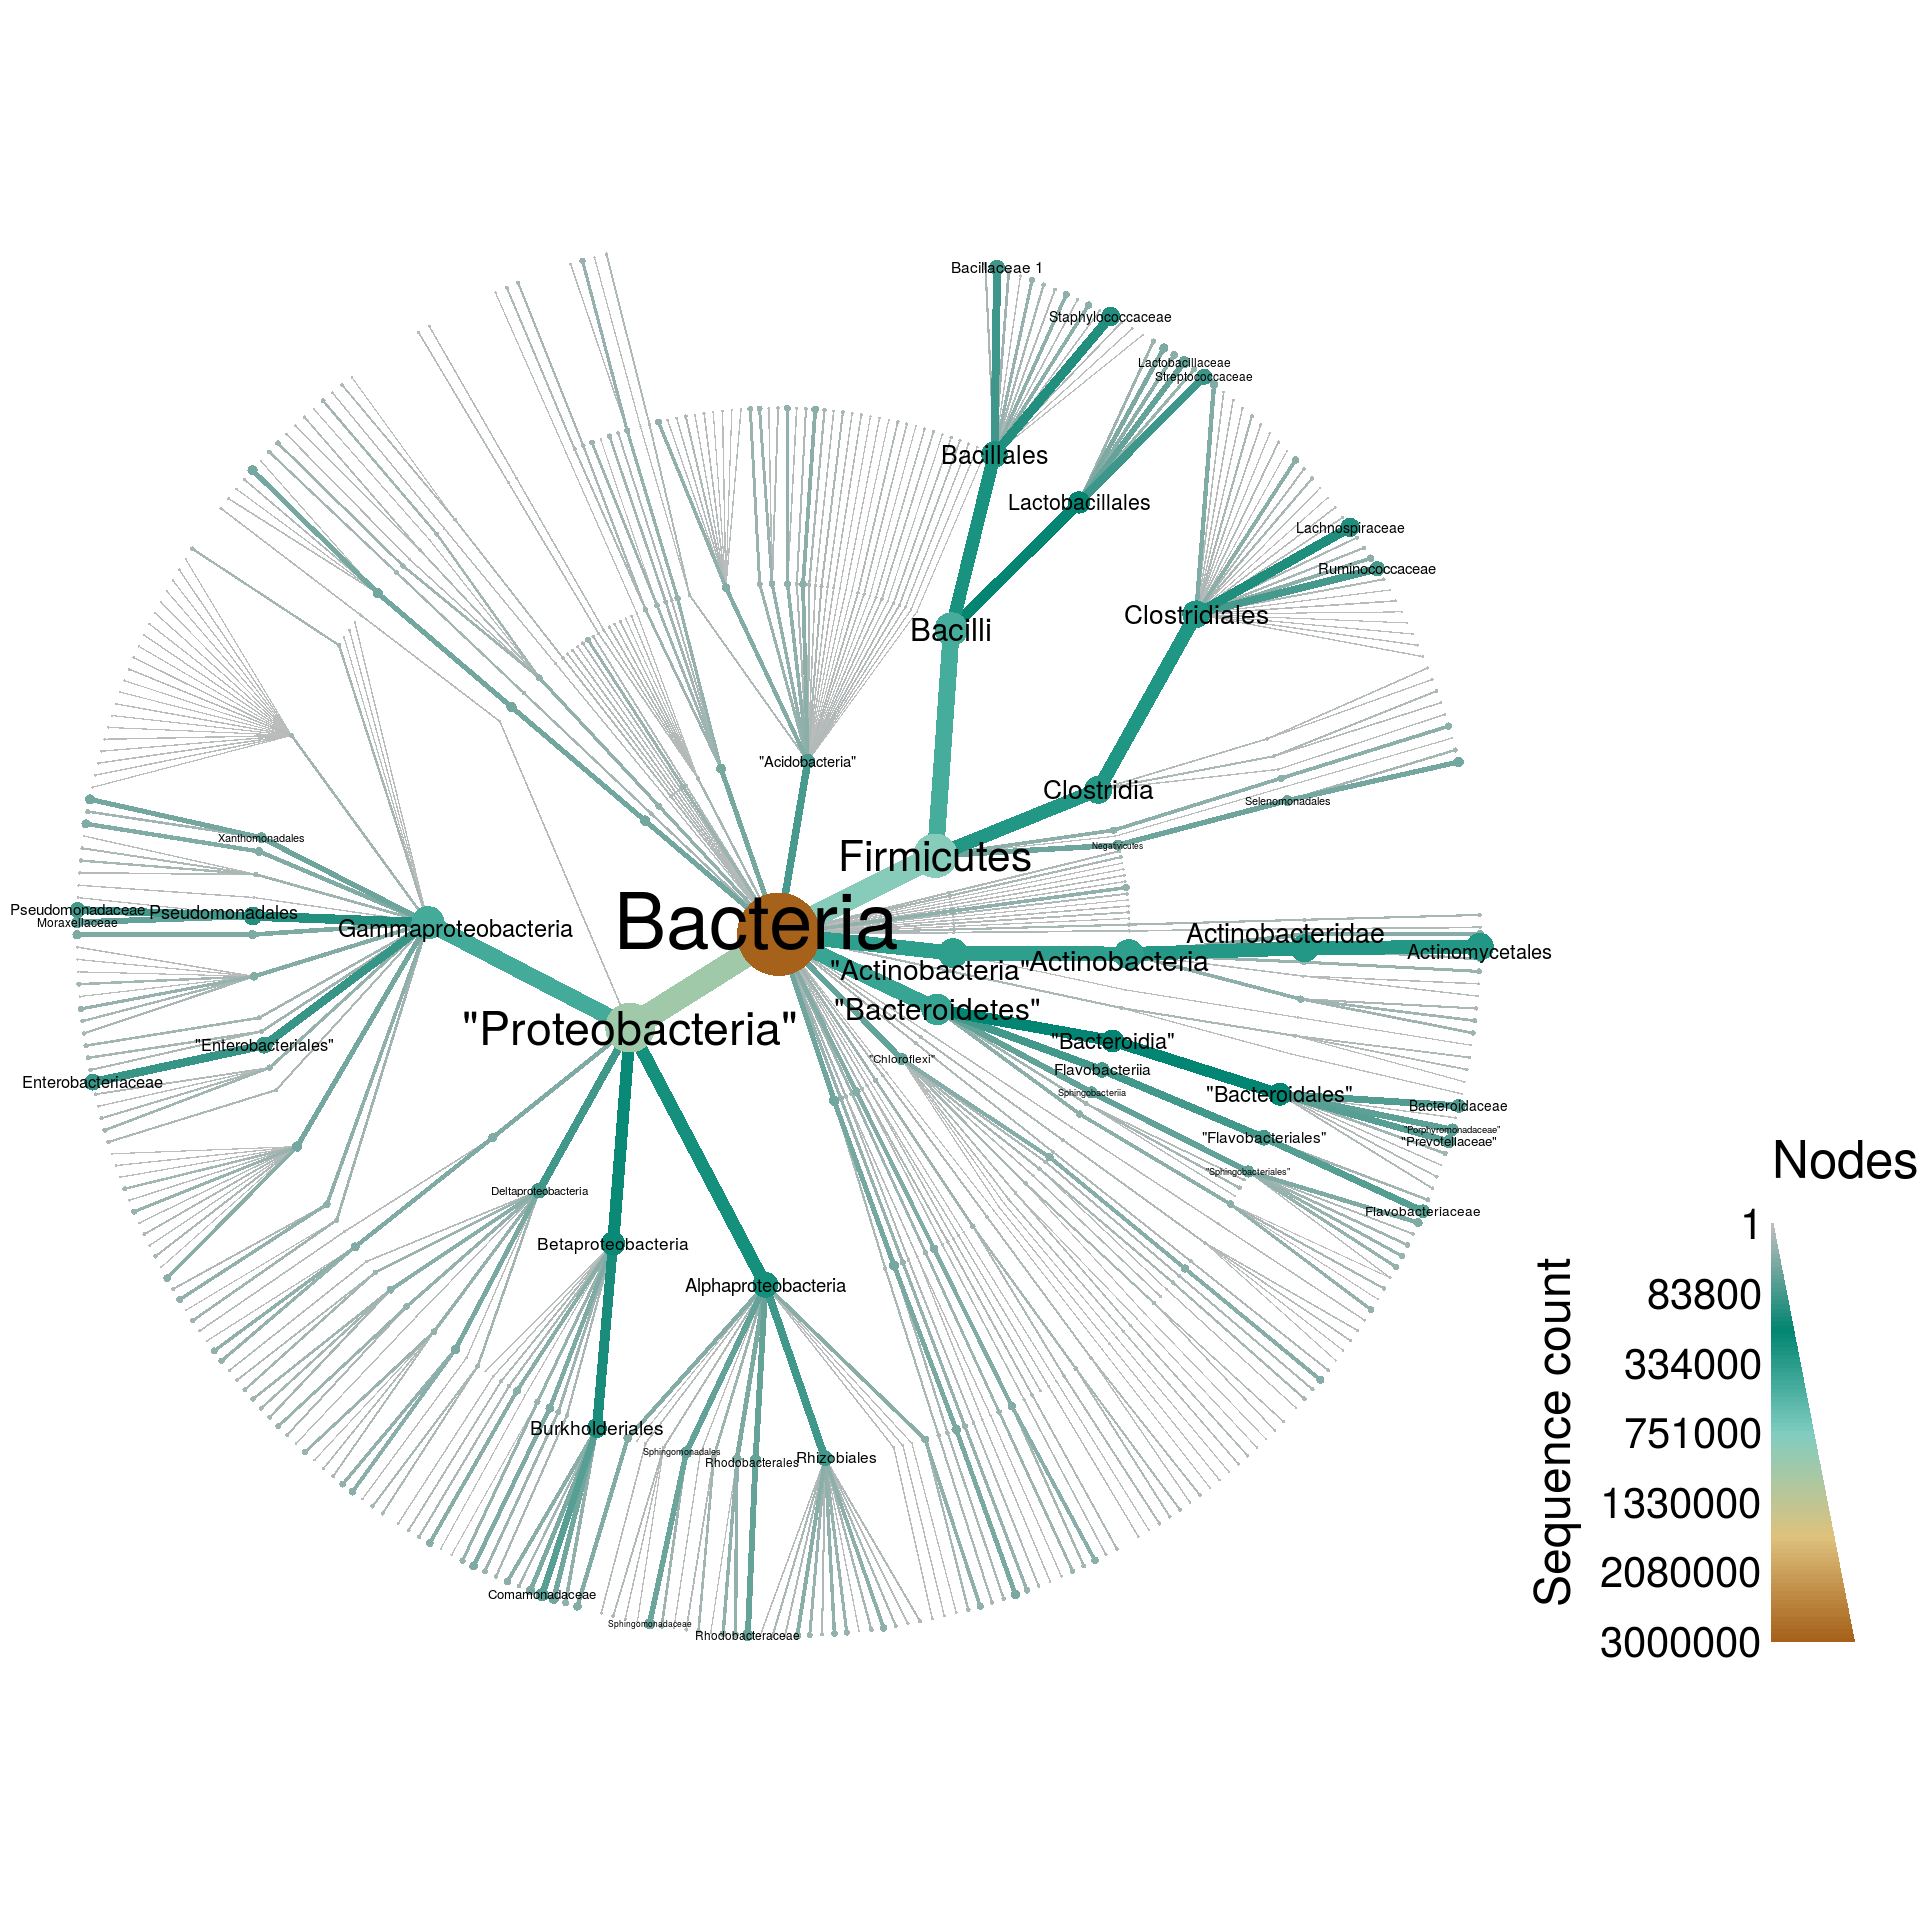 Bacillaceae 1
Staphylococcaceae
Lactobacillaceae
Streptococcaceae
Bacillales
Lactobacillales
Lachnospiraceae
Ruminococcaceae
Clostridiales
Bacilli
"Acidobacteria"
Clostridia
Selenomonadales
Xanthomonadales
Negativicutes
Firmicutes
Pseudomonadaceae
Pseudomonadales
Moraxellaceae
Gammaproteobacteria
Bacteria
Actinobacteridae
Actinomycetales
"Actinobacteria"
Actinobacteria
"Bacteroidetes"
"Proteobacteria"
"Enterobacteriales"
"Bacteroidia"
"Chloroflexi"
Flavobacteriia
Enterobacteriaceae
Sphingobacteriia
"Bacteroidales"
Bacteroidaceae
"Porphyromonadaceae"
"Prevotellaceae"
"Flavobacteriales"
"Sphingobacteriales"
Deltaproteobacteria
Flavobacteriaceae
Betaproteobacteria
Alphaproteobacteria
Burkholderiales
Sphingomonadales
Rhodobacterales
Rhizobiales
Comamonadaceae
Sphingomonadaceae
Rhodobacteraceae
Nodes
Sequence count
1
83800
334000
751000
1330000
2080000
3000000